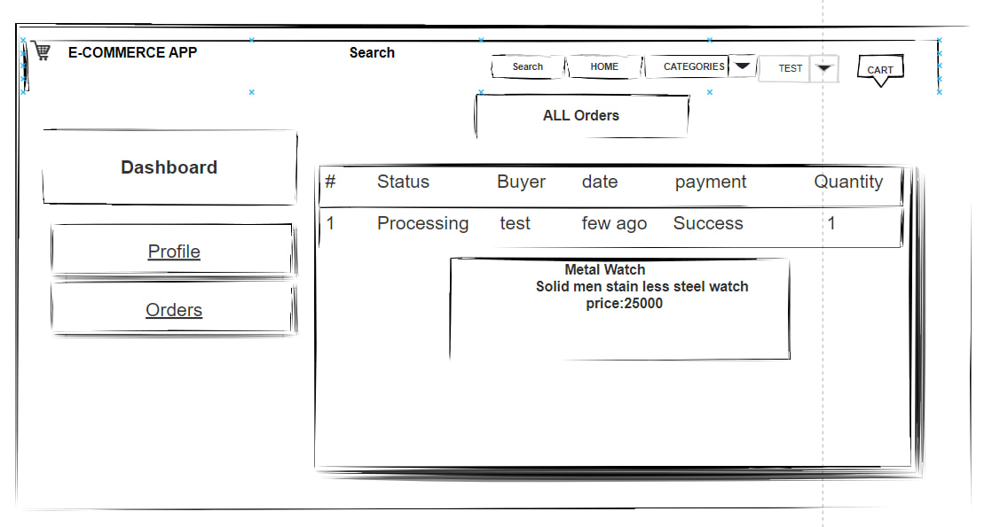 E-COMMERCE APP
Search
Search
HOME
CATEGORIES
TEST
CART
ALL Orders
Dashboard
Profile
Orders
# Status Buyer date payment Quantity
1 Processing test few ago Success 1
Metal Watch
Solid men stain less steel watch
price:25000